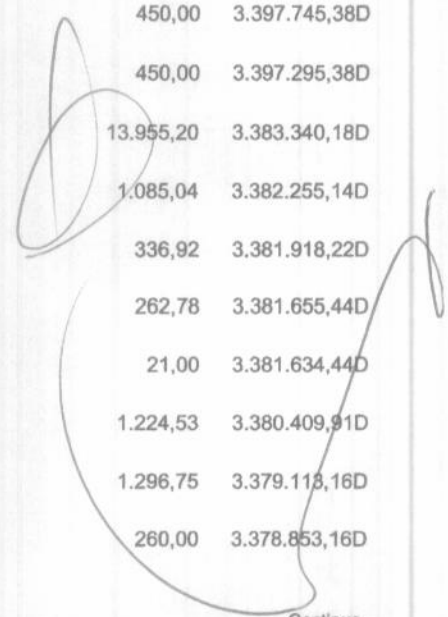 450,00 3.397.745,38D
450,00 3.397.295,38D
13.955,20 3.383.340,18D
1.085,04 3.382.255,14D
336,92 3.381.918,22D
262,78 3.381.655,44D
21,00 3.381.634,44D
1.224,53 3.380.409,91D
1.296,75 3.379.113,16D
260,00 3.378.853,16D